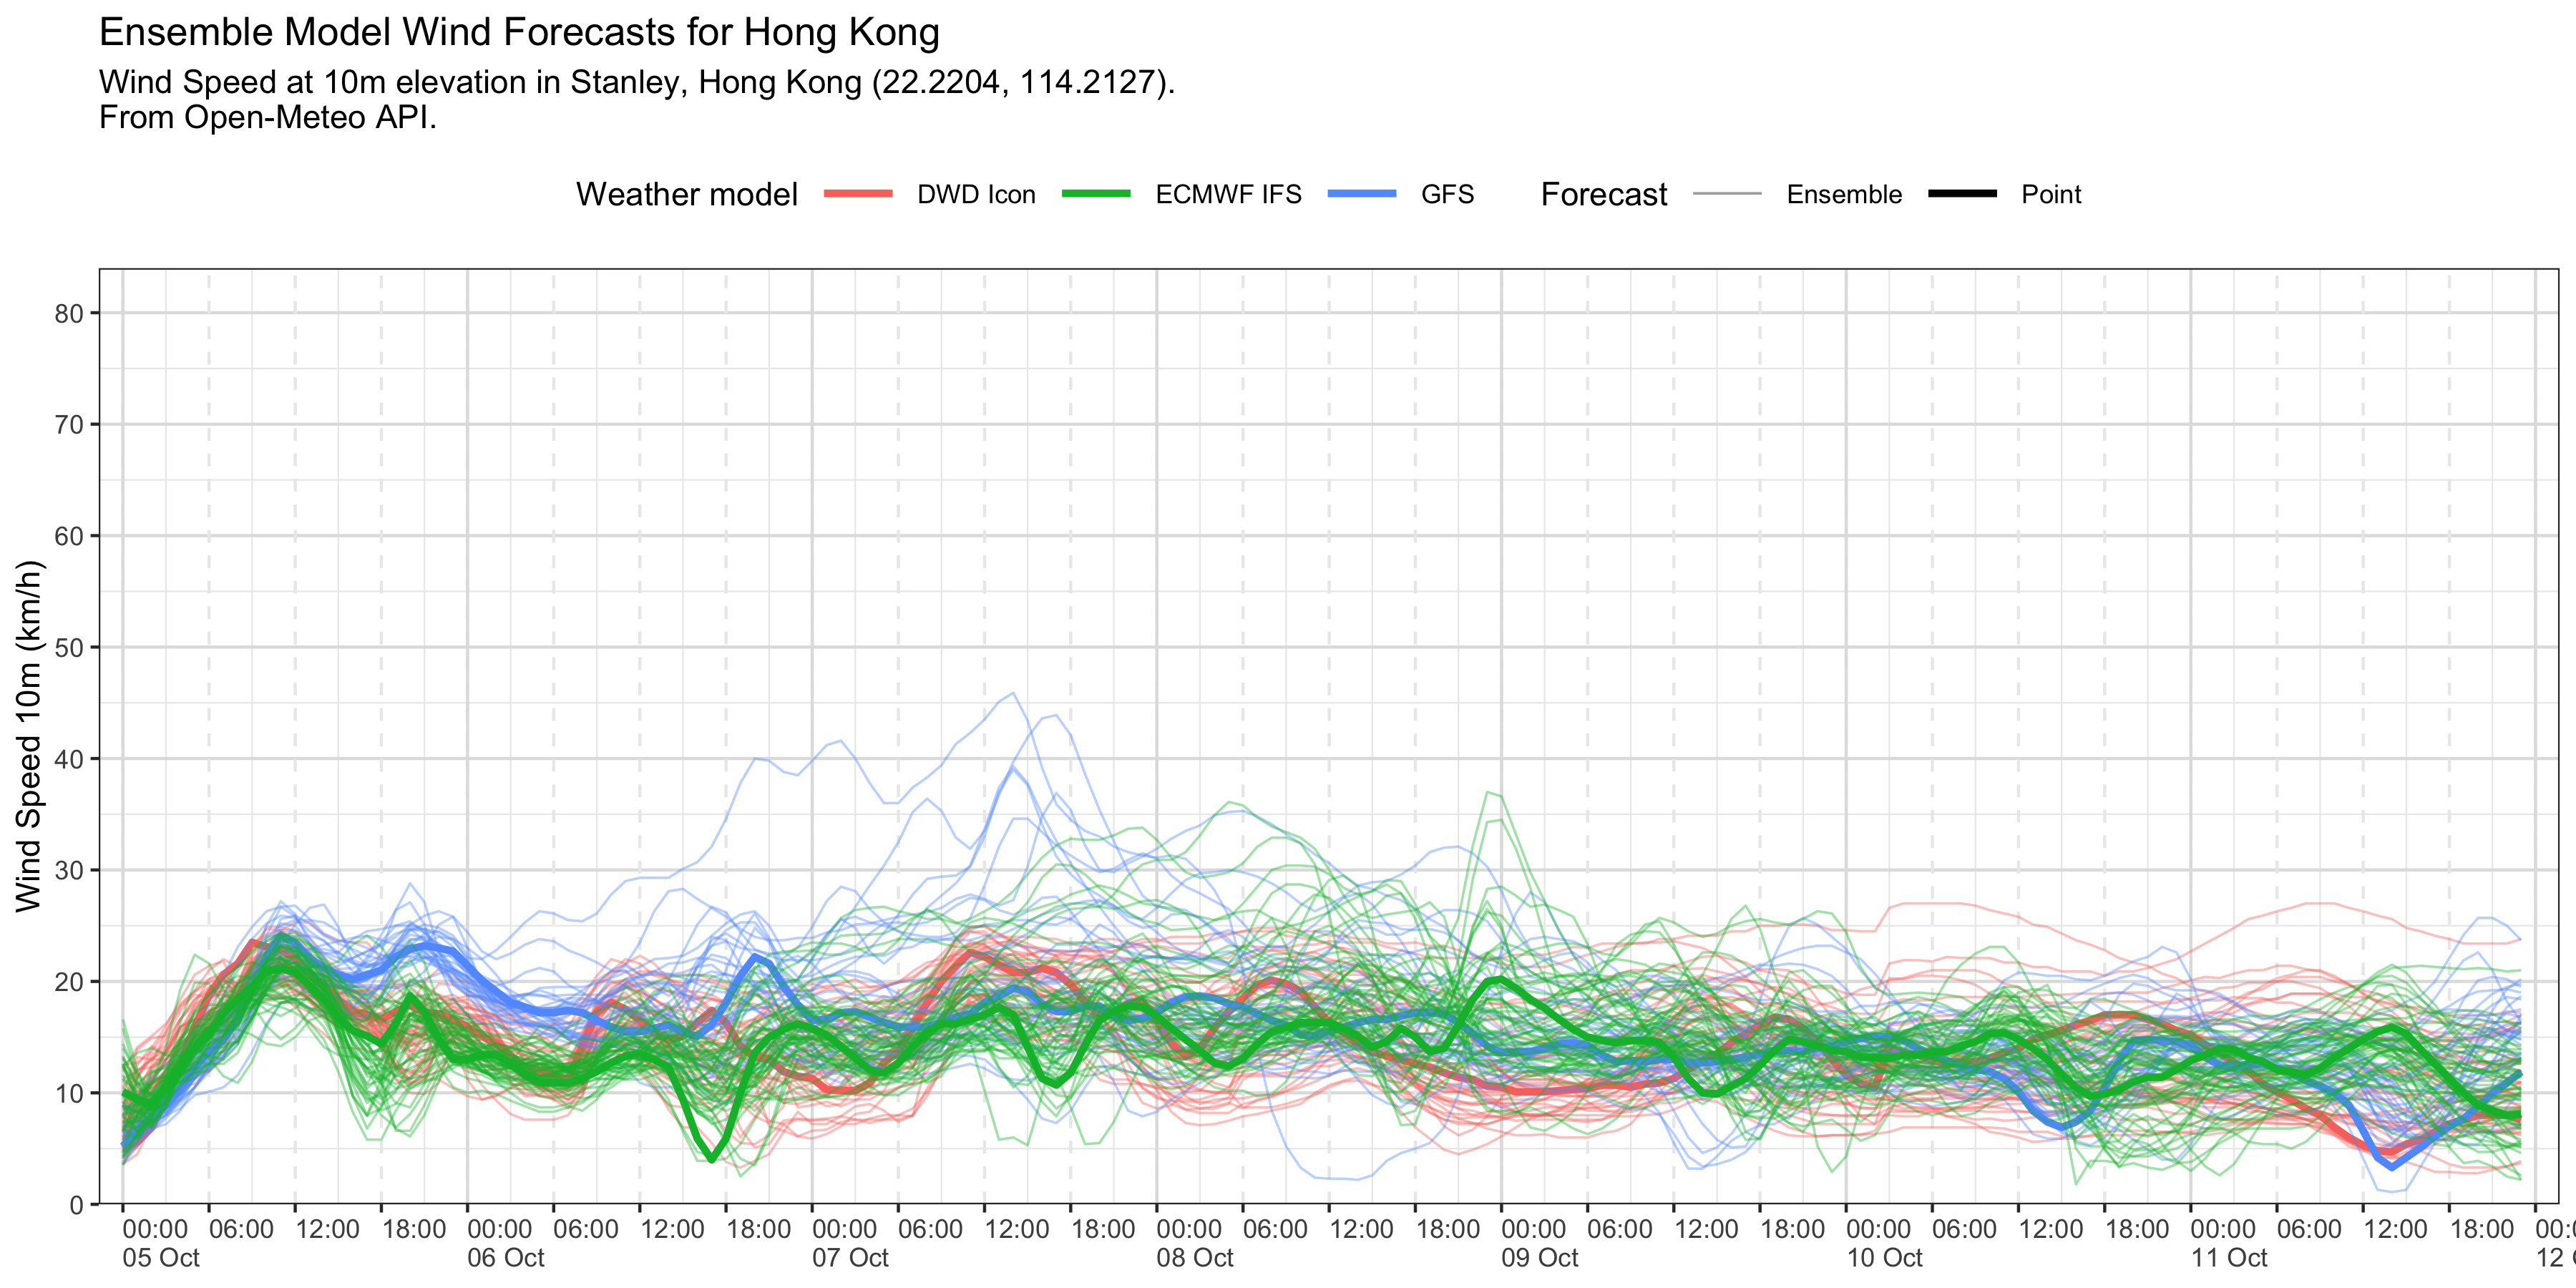 Ensemble Model Wind Forecasts for Hong Kong
Wind Speed at 10m elevation in Stanley, Hong Kong (22.2204, 114.2127).
From Open-Meteo API.
Weather model DWD Icon ECMWF IFS GFS Forecast Ensemble Point
Wind Speed 10m (km/h)
80
70
60
50
40
30
20
10
0
00:00 06:00 12:00 18:00 00:00 06:00 12:00 18:00 00:00 06:00 12:00 18:00 00:00 06:00 12:00 18:00 00:00 06:00 12:00 18:00 00:00 06:00 12:00 18:00 00:00 06:00 12:00 18:00
05 Oct 06 Oct 07 Oct 08 Oct 09 Oct 10 Oct 11 Oct 12